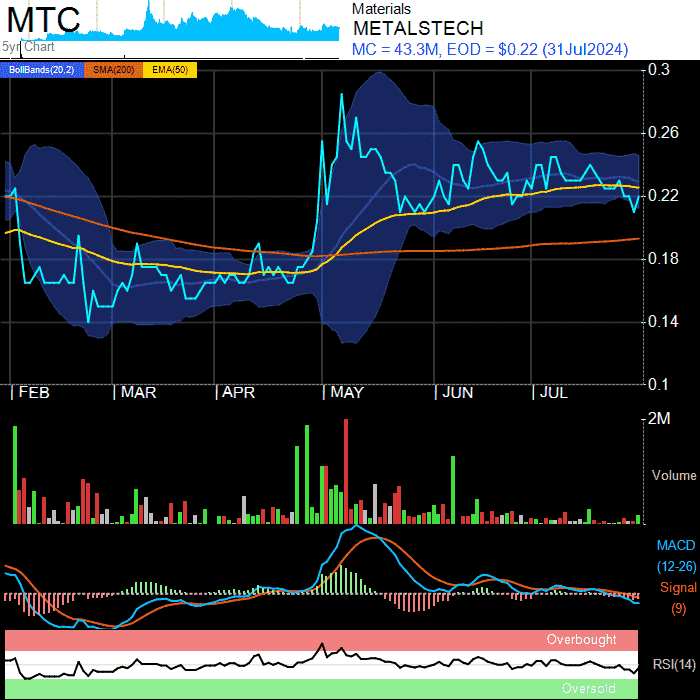 MTC
5yr Chart
Materials
METALSTECH
MC = 43.3M, EOD = $0.22 (31Jul2024)
BollBands(20,2) SMA(200) EMA(50)
0.3
0.26
0.22
0.18
0.14
0.1
FEB MAR APR MAY JUN JUL
2M
Volume
MACD
(12-26)
Signal
(9)
Overbought
RSI(14)
Oversold